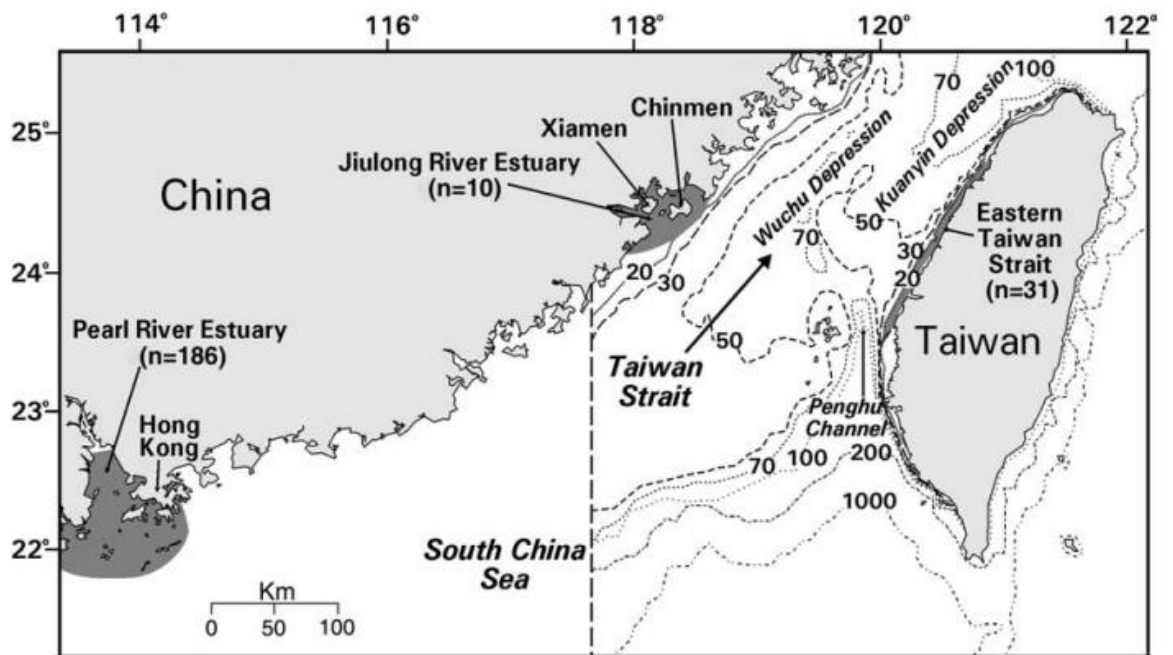 114°
116°
118°
120°
122°
25°
24°
23°
22°
70
100
Chinmen
Xiamen
Jiulong River Estuary
(n=10)
China
Wuchu Depression
Kuanyin Depression
50
70
30
20
Eastern
Taiwan
Strait
(n=31)
20
30
Pearl River Estuary
(n=186)
50
Taiwan
Taiwan
Strait
Hong
Kong
Penghu
Channel
70
100
200
1000
South China
Sea
Km
0
50
100